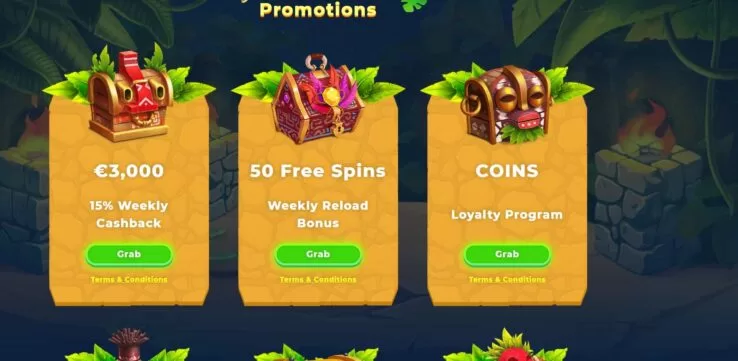 Promotions
€3,000
15% Weekly
Cashback
Grab
Terms & Conditions
50 Free Spins
Weekly Reload
Bonus
Grab
Terms & Conditions
COINS
Loyalty Program
Grab
Terms & Conditions